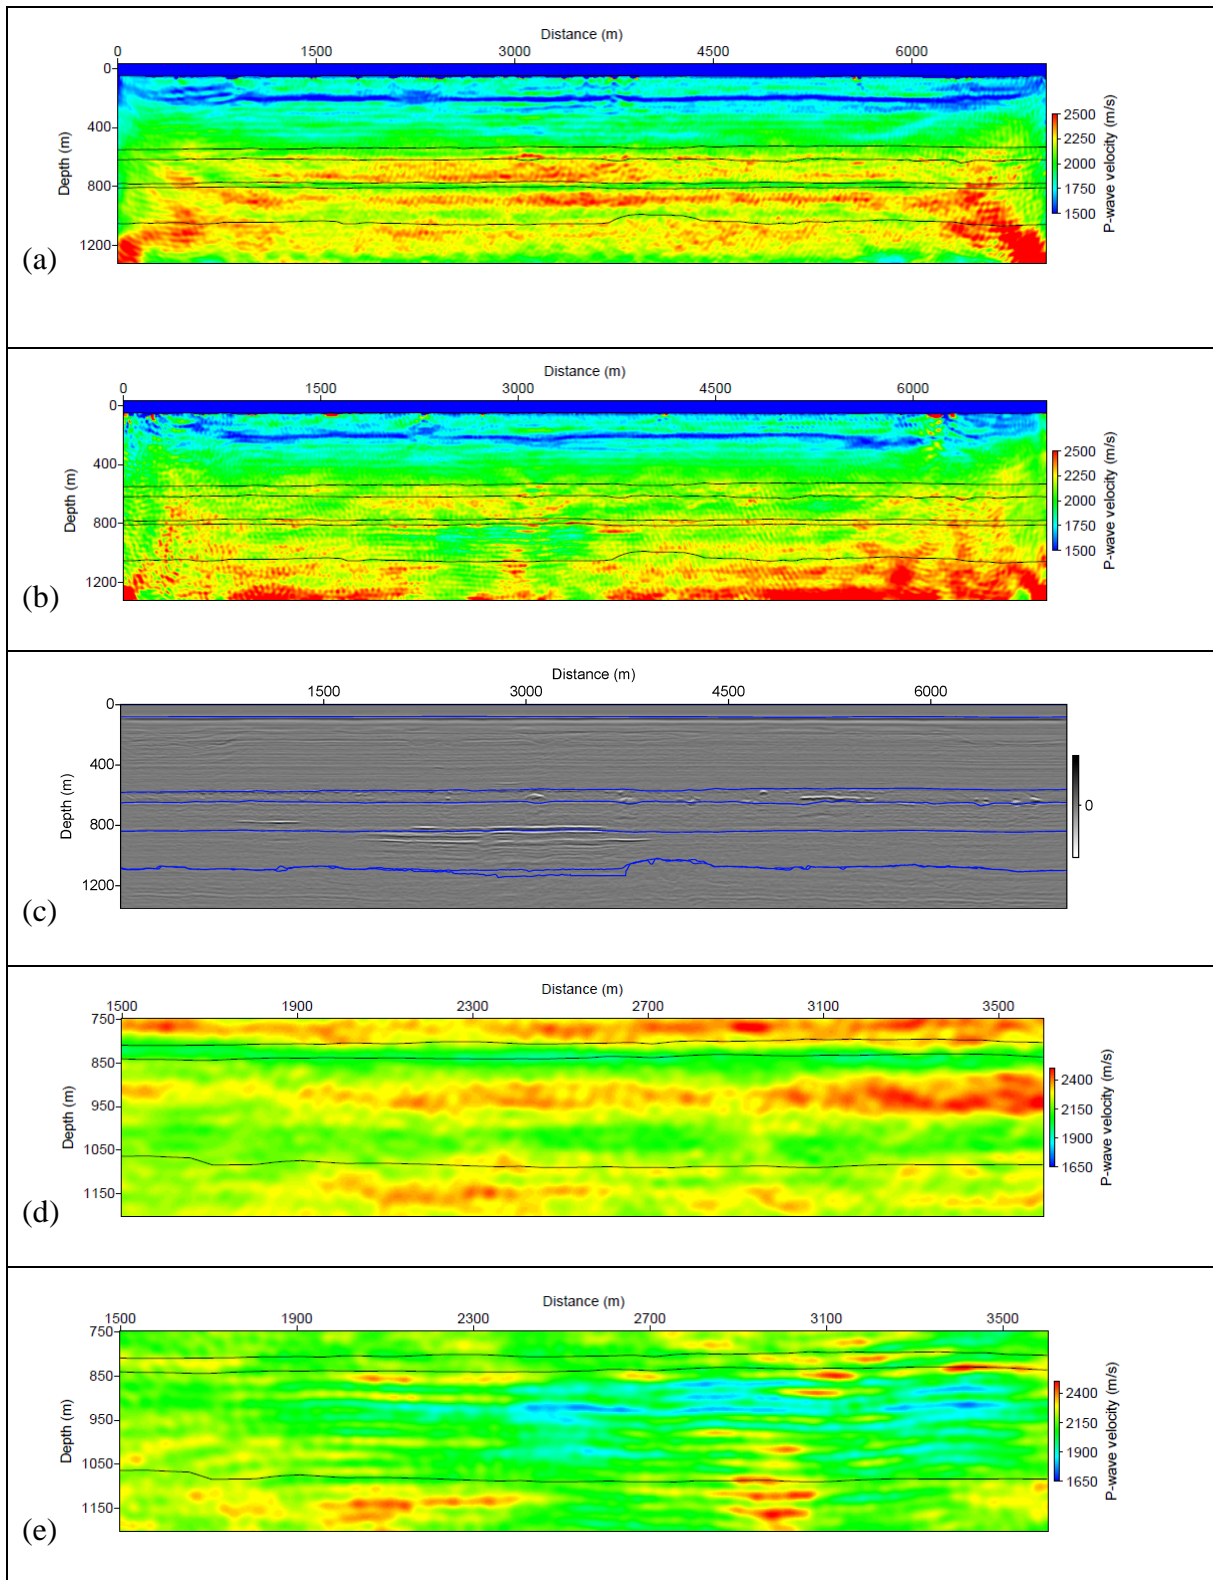 Distance (m)
0 1500 3000 4500 6000
0
400
800
1200
Depth (m)
2500
2250
2000
1750
1500
P-wave velocity (m/s)
(a)
Distance (m)
0 1500 3000 4500 6000
0
400
800
1200
Depth (m)
2500
2250
2000
1750
1500
P-wave velocity (m/s)
(b)
Distance (m)
1500 3000 4500 6000
0
400
800
1200
Depth (m)
0
(c)
Distance (m)
1500 1900 2300 2700 3100 3500
750
850
950
1050
1150
Depth (m)
2400
2150
1900
1650
P-wave velocity (m/s)
(d)
Distance (m)
1500 1900 2300 2700 3100 3500
750
850
950
1050
1150
Depth (m)
2400
2150
1900
1650
P-wave velocity (m/s)
(e)